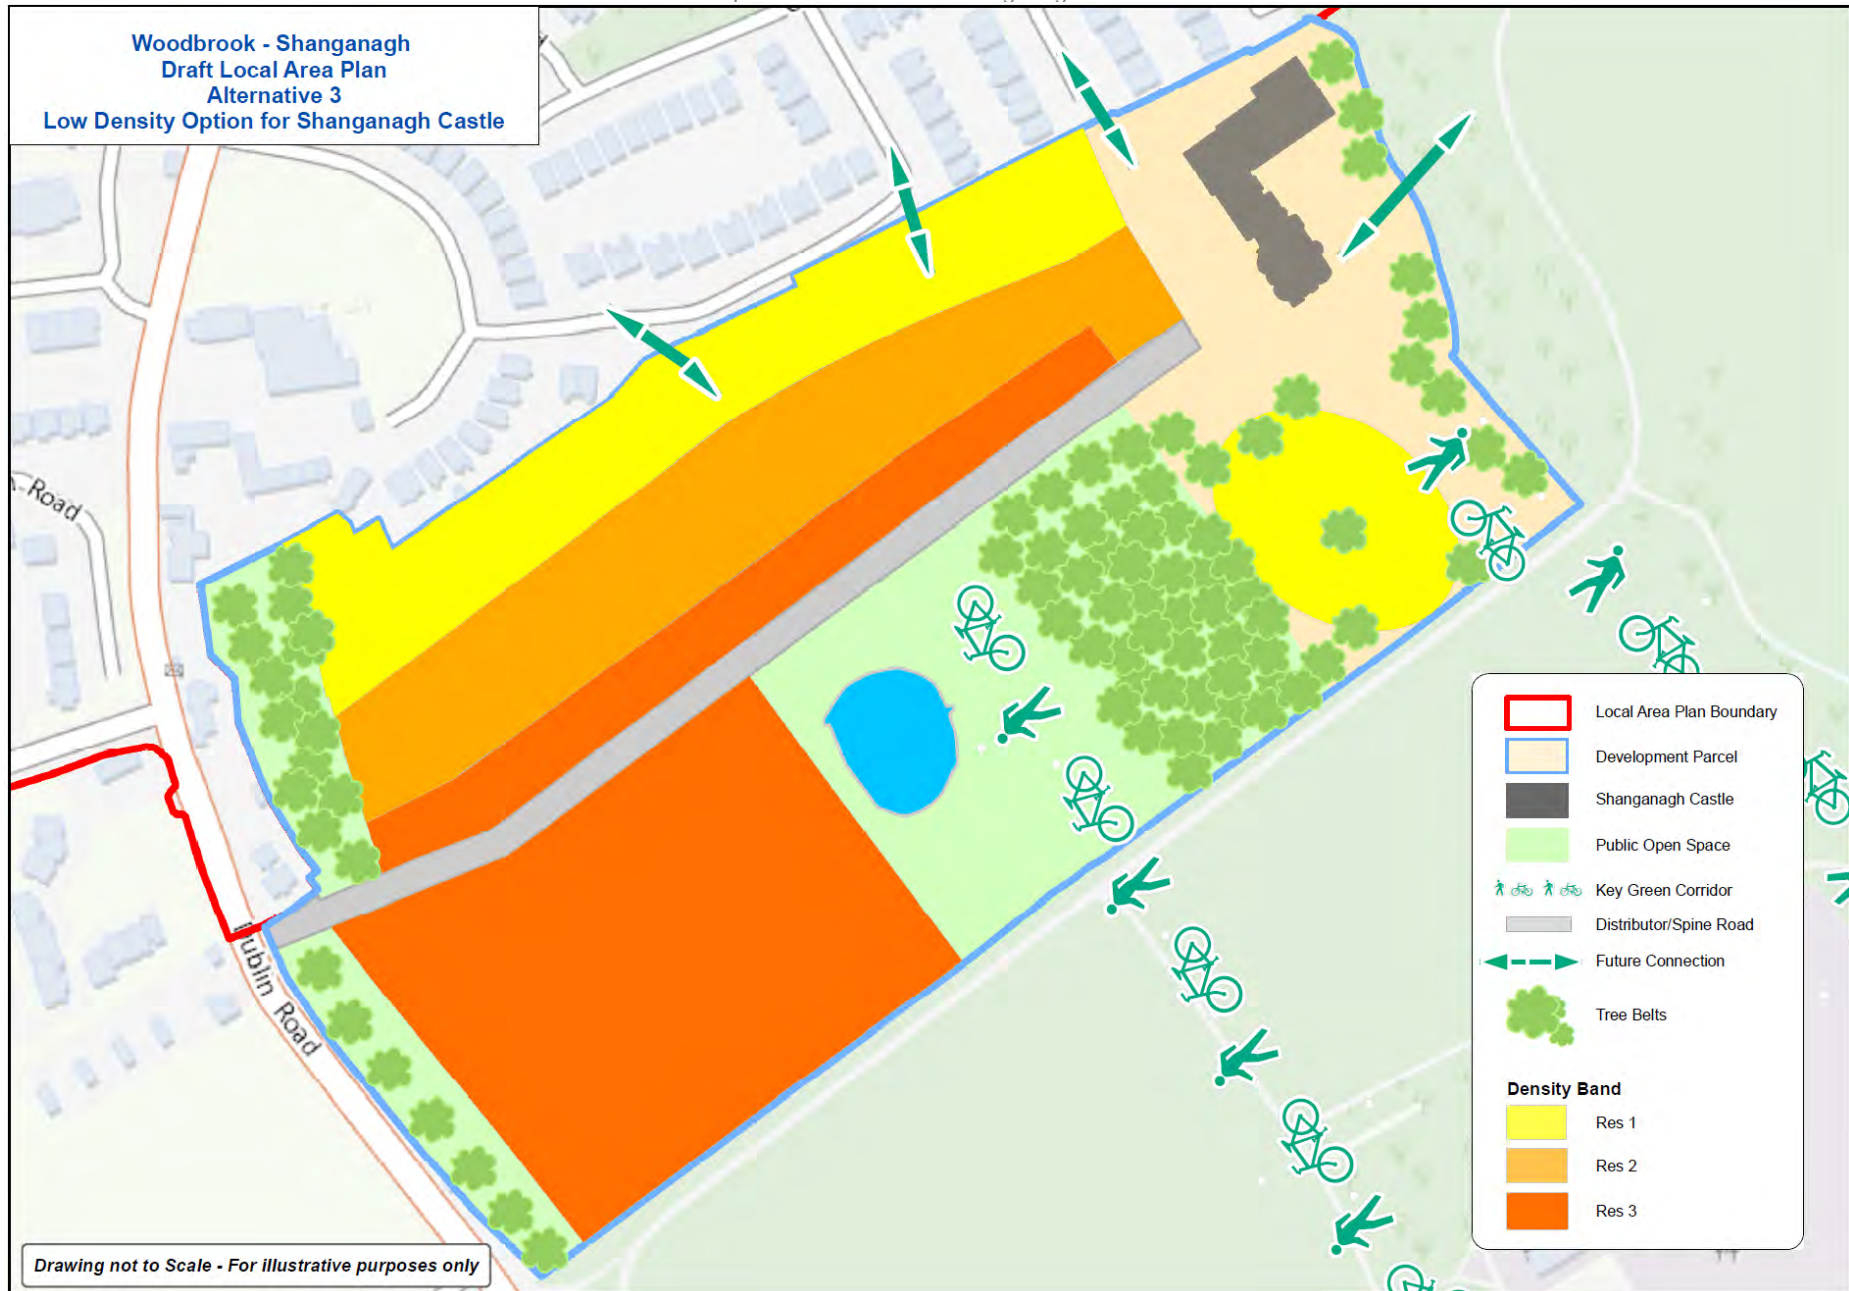 Woodbrook - Shanganagh
Draft Local Area Plan
Alternative 3
Low Density Option for Shanganagh Castle
Road
Dublin Road
Local Area Plan Boundary
Development Parcel
Shanganagh Castle
Public Open Space
Key Green Corridor
Distributor/Spine Road
Future Connection
Tree Belts
Density Band
Res 1
Res 2
Res 3
Drawing not to Scale - For illustrative purposes only